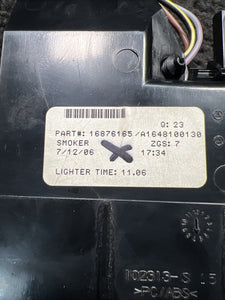 Q: 23
PART#: 16876165/A1648100130
SMOKER ZGS: 7
7/12/06 17:34
LIGHTER TIME: 11.06
102313-S 15
>PC/ABS<